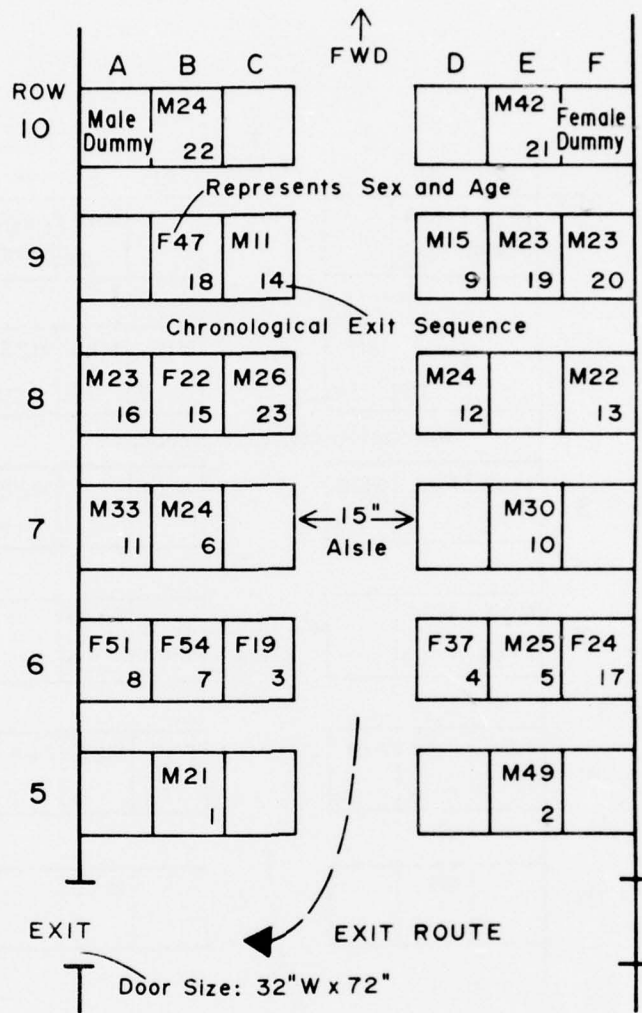 FWD
A B C D E F
ROW
10
Male Dummy
M24
22
M42
21
Female Dummy
Represents Sex and Age
9
F47
18
M11
14
M15
9
M23
19
M23
20
Chronological Exit Sequence
8
M23
16
F22
15
M26
23
M24
12
M22
13
7
M33
11
M24
6
15"
Aisle
M30
10
6
F51
8
F54
7
F19
3
F37
4
M25
5
F24
17
5
M21
1
M49
2
EXIT
EXIT ROUTE
Door Size: 32"W x 72"